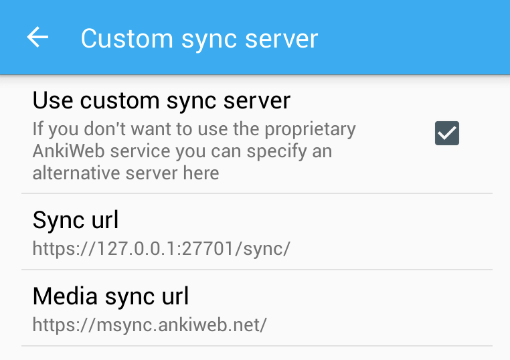 Custom sync server
Use custom sync server
If you don't want to use the proprietary
AnkiWeb service you can specify an
alternative server here
Sync url
https://127.0.0.1:27701/sync/
Media sync url
https://msync.ankiweb.net/